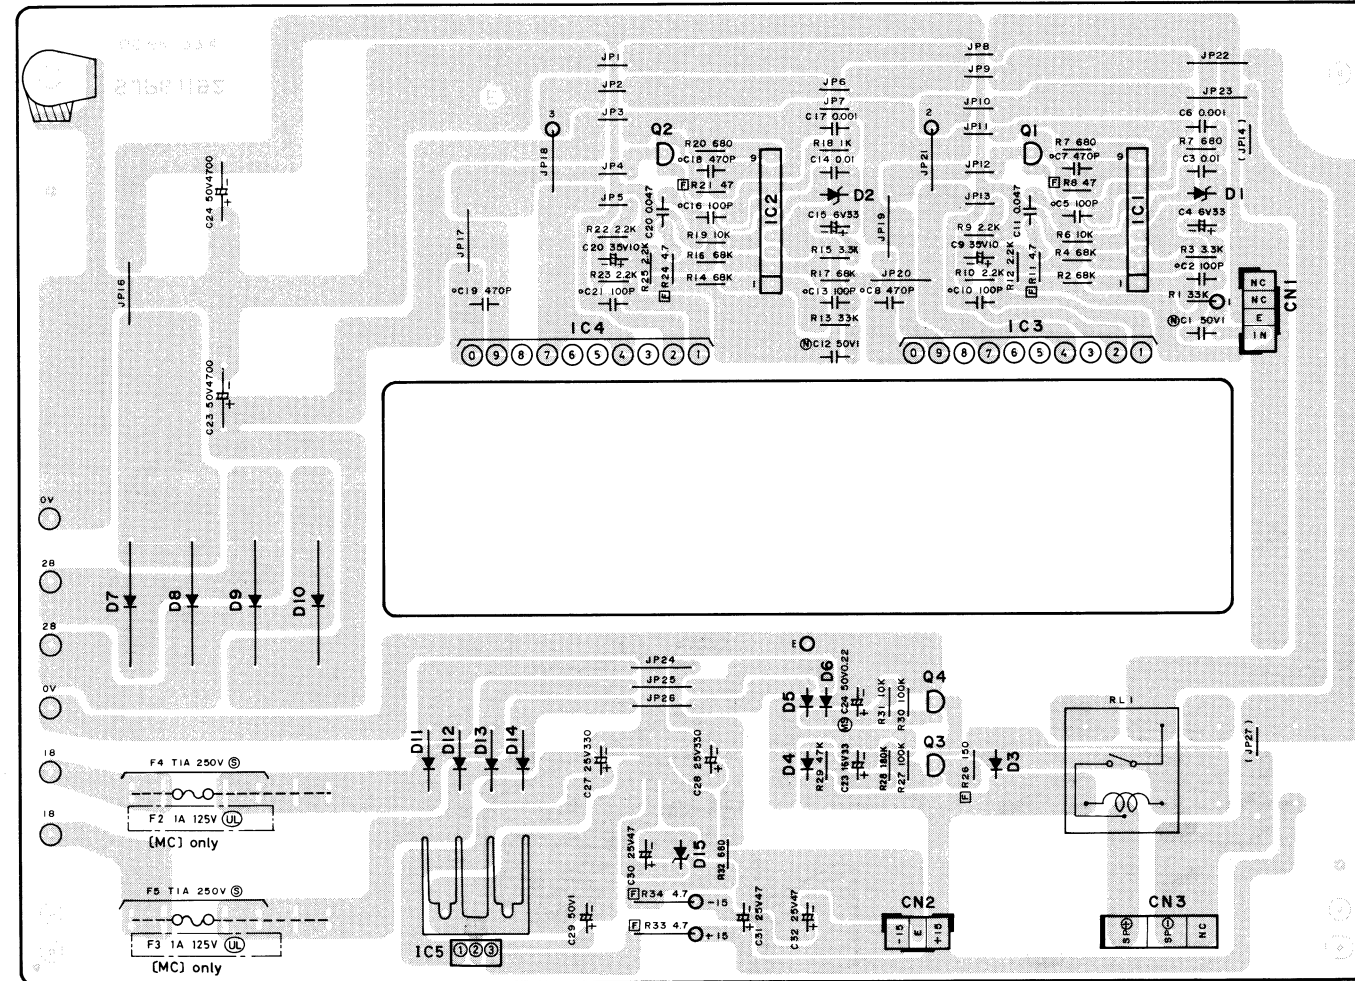 JP1
JP2
JP3
3
JP18
JP4
JP5
Q2
R20 680
C18 470P
F R21 47
C16 100P
R19 10K
R16 68K
R14 68K
R22 2.2K
C20 35V10
R23 2.2K
C21 100P
C20 0.047
R25 2.2K
F R24 4.7
9
IC2
1
JP17
C19 470P
IC4
0 9 8 7 6 5 4 3 2 1
JP6
JP7
C17 0.001
R18 1K
C14 0.01
D2
C15 6V33
R15 3.3K
R17 68K
C13 100P
R13 33K
N C12 50V1
JP19
JP20
C8 470P
JP8
JP9
JP10
JP11
2
JP21
JP12
JP13
Q1
R7 680
C7 470P
F R8 47
C5 100P
R6 10K
R4 68K
R2 68K
R9 2.2K
C9 35V10
R10 2.2K
C10 100P
C11 0.047
R12 2.2K
F R11 4.7
9
IC1
1
IC3
0 9 8 7 6 5 4 3 2 1
JP22
JP23
C6 0.001
(JP14)
R7 680
C3 0.01
D1
C4 6V33
R3 3.3K
C2 100P
R1 33K
1
N C1 50V1
NC
NC
E
IN
CN1
C24 50V4700
JP16
C23 50V4700
0V
2B
2B
0V
1B
1B
D7
D8
D9
D10
F4 T1A 250V S
F2 1A 125V UL
[MC] only
F5 T1A 250V S
F3 1A 125V UL
[MC] only
JP24
JP25
JP26
D11
D12
D13
D14
C27 25V330
C28 25V330
E
D5
D6
MS C24 50V0.22
R31 10K
R30 100K
Q4
D4
R29 47K
C23 16V33
R28 180K
R27 100K
Q3
F R26 150
D3
RL1
(JP27)
C30 25V47
D15
R32 680
F R34 4.7
-15
F R33 4.7
+15
C29 50V1
C31 25V47
C32 25V47
IC5
1 2 3
CN2
-15 E +15
CN3
SP+ SP- NC